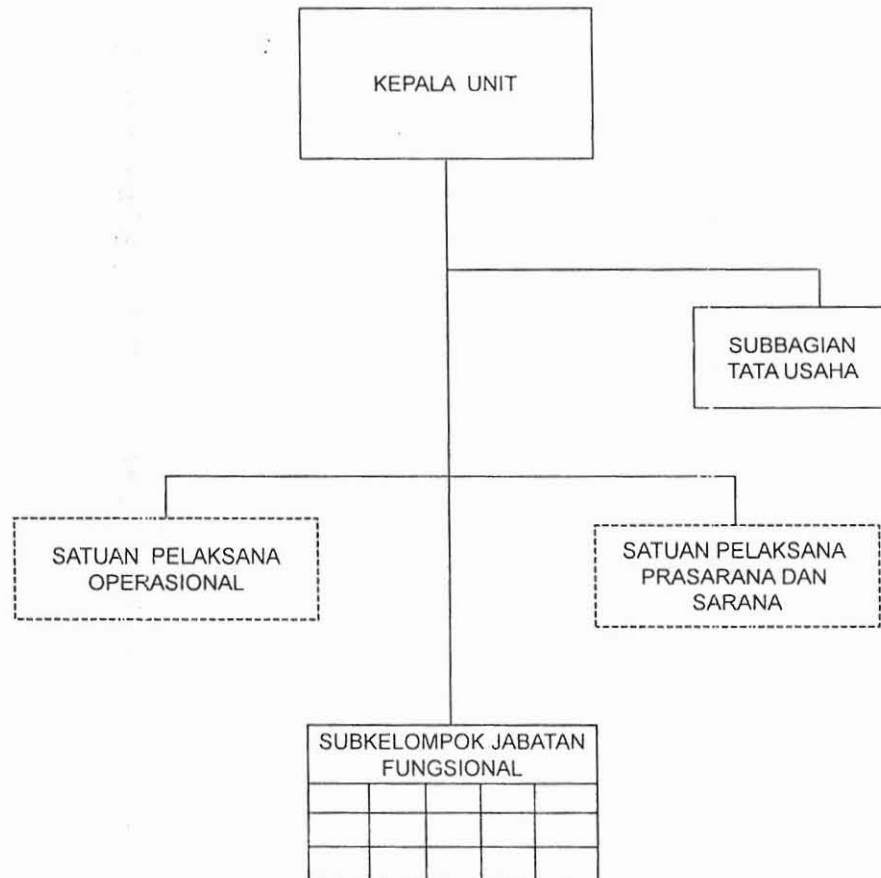 KEPALA UNIT
SUBBAGIAN
TATA USAHA
SATUAN PELAKSANA
OPERASIONAL
SATUAN PELAKSANA
PRASARANA DAN
SARANA
SUBKELOMPOK JABATAN
FUNGSIONAL